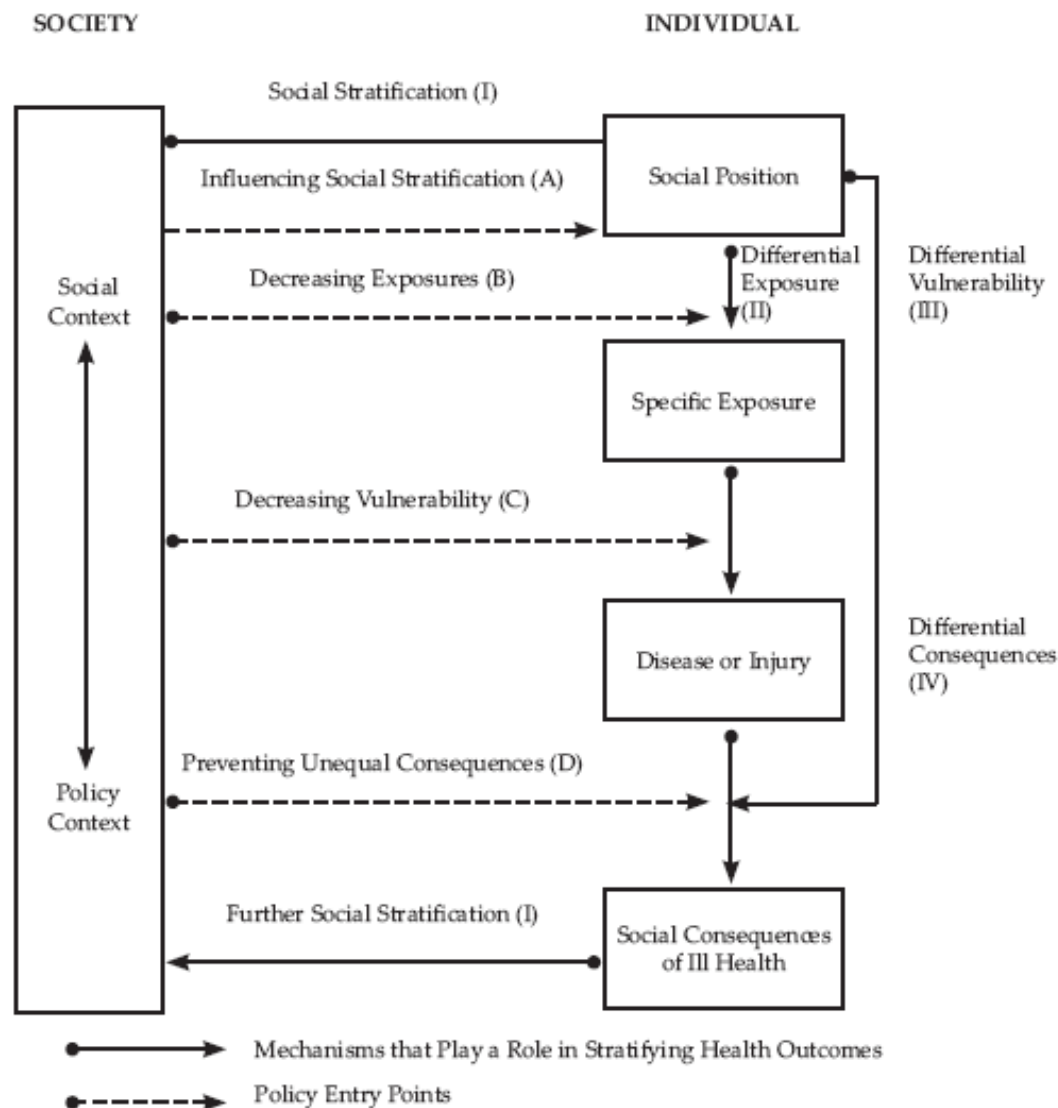 SOCIETY
INDIVIDUAL
Social Stratification (I)
Influencing Social Stratification (A)
Social Position
Decreasing Exposures (B)
Differential
Exposure
(II)
Differential
Vulnerability
(III)
Social
Context
Specific Exposure
Decreasing Vulnerability (C)
Disease or Injury
Differential
Consequences
(IV)
Preventing Unequal Consequences (D)
Policy
Context
Further Social Stratification (I)
Social Consequences
of Ill Health
Mechanisms that Play a Role in Stratifying Health Outcomes
Policy Entry Points